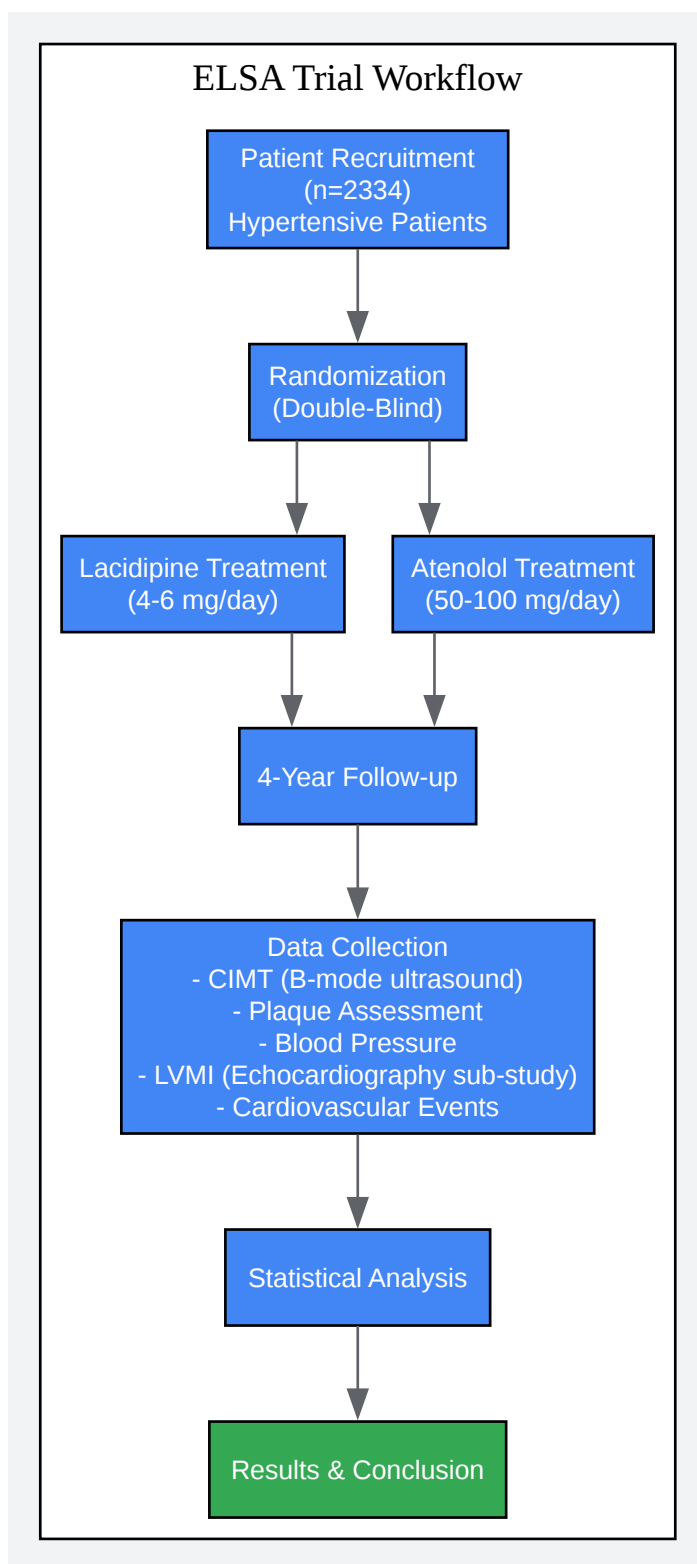 ELSA Trial Workflow
Patient Recruitment
(n=2334)
Hypertensive Patients
Randomization
(Double-Blind)
Lacidipine Treatment
(4-6 mg/day)
Atenolol Treatment
(50-100 mg/day)
4-Year Follow-up
Data Collection
- CIMT (B-mode ultrasound)
- Plaque Assessment
- Blood Pressure
- LVMI (Echocardiography sub-study)
- Cardiovascular Events
Statistical Analysis
Results & Conclusion